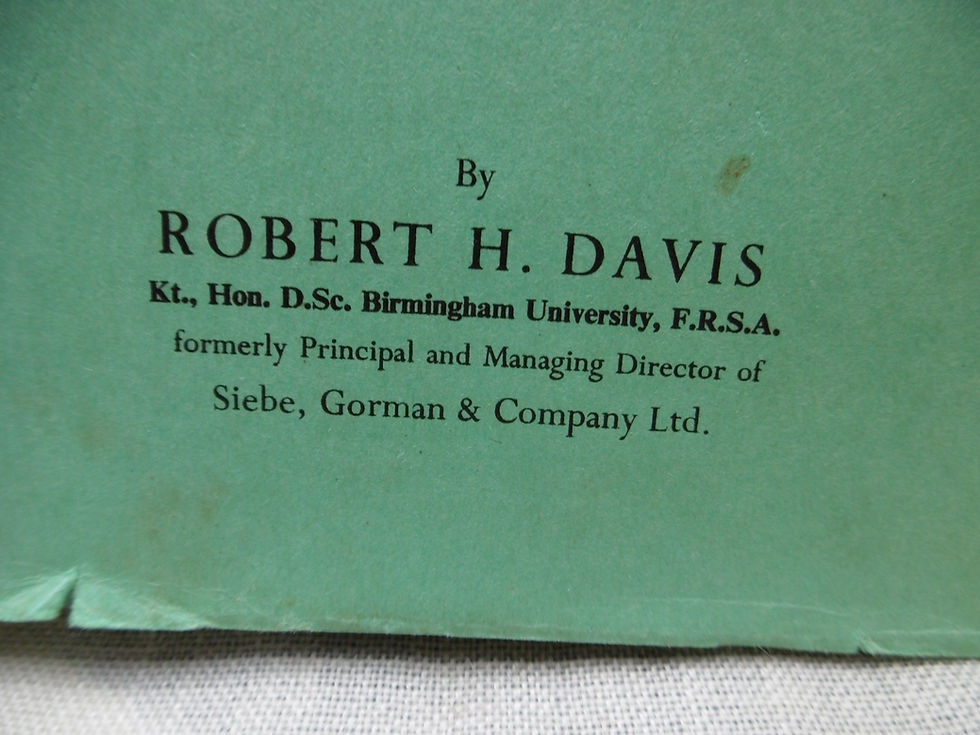 By
ROBERT H. DAVIS
Kt., Hon. D.Sc. Birmingham University, F.R.S.A.
formerly Principal and Managing Director of
Siebe, Gorman & Company Ltd.